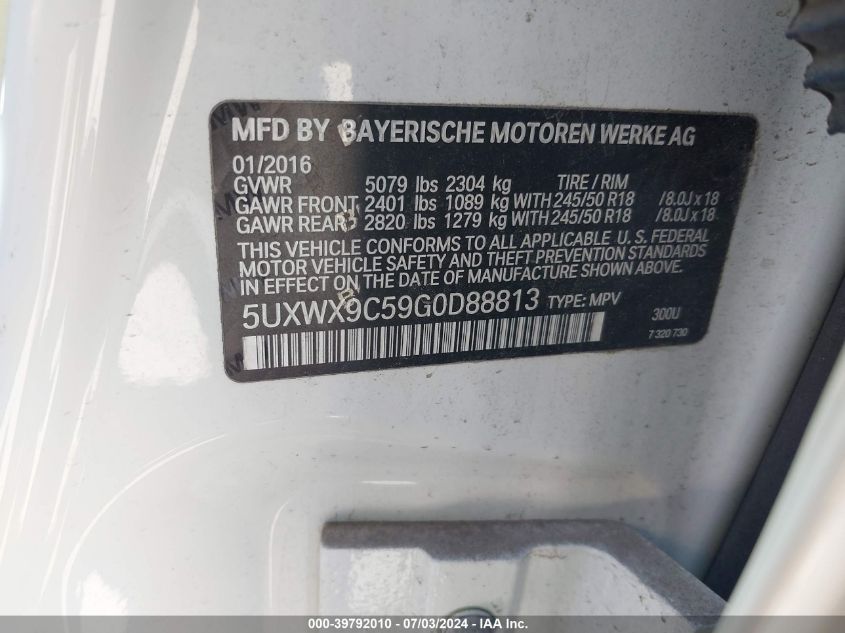 MFD BY BAYERISCHE MOTOREN WERKE AG
01/2016
GVWR 5079 lbs 2304 kg TIRE / RIM
GAWR FRONT 2401 lbs 1089 kg WITH 245/50 R18 /8.0J x 18
GAWR REAR 2820 lbs 1279 kg WITH 245/50 R18 /8.0J x 18
THIS VEHICLE CONFORMS TO ALL APPLICABLE U. S. FEDERAL
MOTOR VEHICLE SAFETY AND THEFT PREVENTION STANDARDS
IN EFFECT ON THE DATE OF MANUFACTURE SHOWN ABOVE.
5UXWX9C59G0D88813 TYPE: MPV 300U
7 320 730
000-39792010 - 07/03/2024 - IAA Inc.